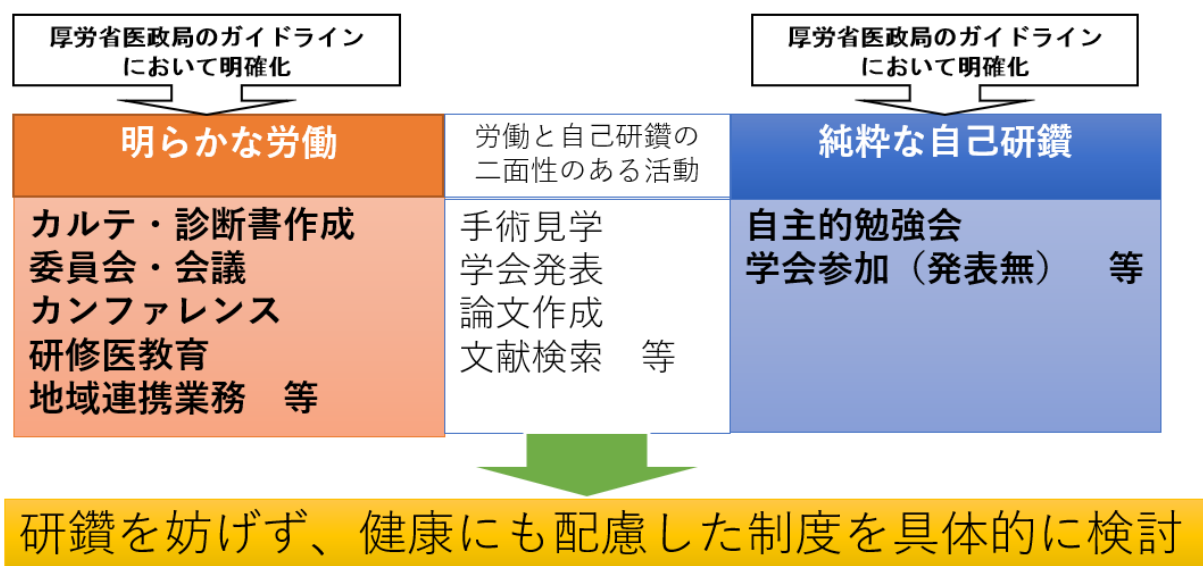 厚労省医政局のガイドライン
において明確化
厚労省医政局のガイドライン
において明確化
明らかな労働
カルテ・診断書作成
委員会・会議
カンファレンス
研修医教育
地域連携業務　等
労働と自己研鑽の
二面性のある活動
手術見学
学会発表
論文作成
文献検索　等
純粋な自己研鑽
自主的勉強会
学会参加（発表無）　等
研鑽を妨げず、健康にも配慮した制度を具体的に検討